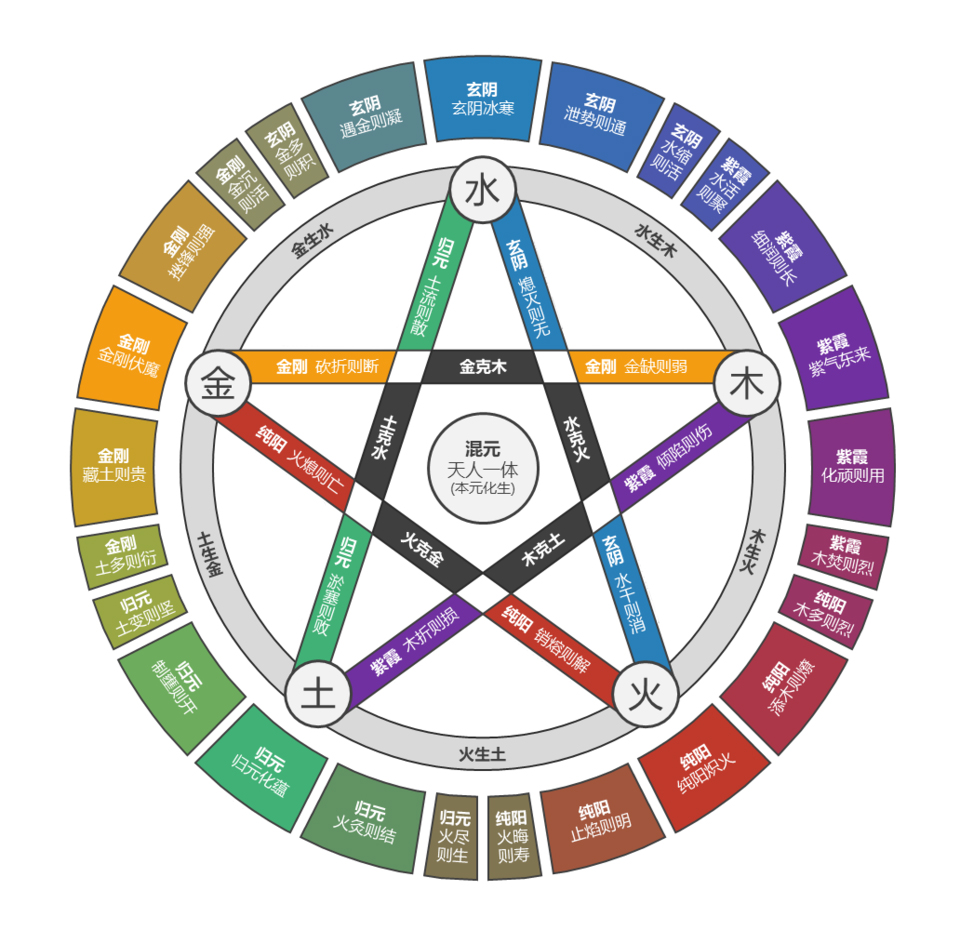 玄阴
玄阴冰寒
玄阴
泄势则通
玄阴
水缩
则活
紫霞
水活
则聚
紫霞
细润则长
紫霞
紫气东来
紫霞
化顽则用
紫霞
木焚则烈
纯阳
木多则烈
纯阳
添木则燎
纯阳
纯阳炽火
纯阳
止焰则明
纯阳
火晦
则寿
归元
火尽
则生
归元
火灸则结
归元
归元化蕴
归元
制壅则开
归元
土变则坚
金刚
土多则衍
金刚
藏土则贵
金刚
金刚伏魔
金刚
挫锋则强
金刚
金沉
则活
玄阴
金多
则积
玄阴
遇金则凝
水
木
火
土
金
水生木
木生火
火生土
土生金
金生水
归元 土流则散
玄阴 熄灭则无
金刚 砍折则断
金克木
金刚 金缺则弱
土克水
水克火
纯阳 火熄则亡
紫霞 倾陷则伤
混元
天人一体
(本元化生)
火克金
木克土
归元 淤塞则败
玄阴 水干则消
紫霞 木折则损
纯阳 销熔则解